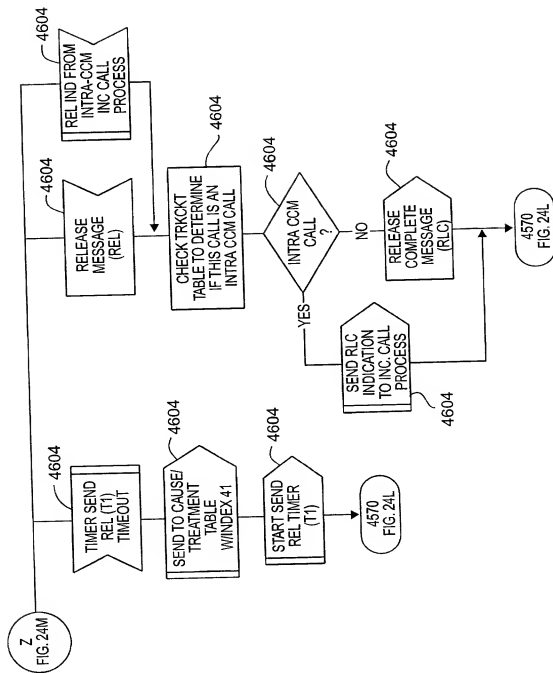 Z
FIG. 24M
4604
TIMER SEND
REL (T1)
TIMEOUT
4604
SEND TO CAUSE/
TREATMENT
TABLE
W/INDEX 41
4604
START SEND
REL TIMER
(T1)
4570
FIG. 24L
4604
RELEASE
MESSAGE
(REL)
4604
REL IND FROM
INTRA-CCM
INC CALL
PROCESS
4604
CHECK TRKCKT
TABLE TO DETERMINE
IF THIS CALL IS AN
INTRA CCM CALL
4604
INTRA CCM
CALL
?
YES
NO
4604
SEND RLC
INDICATION
TO INC. CALL
PROCESS
4604
RELEASE
COMPLETE
MESSAGE
(RLC)
4570
FIG. 24L